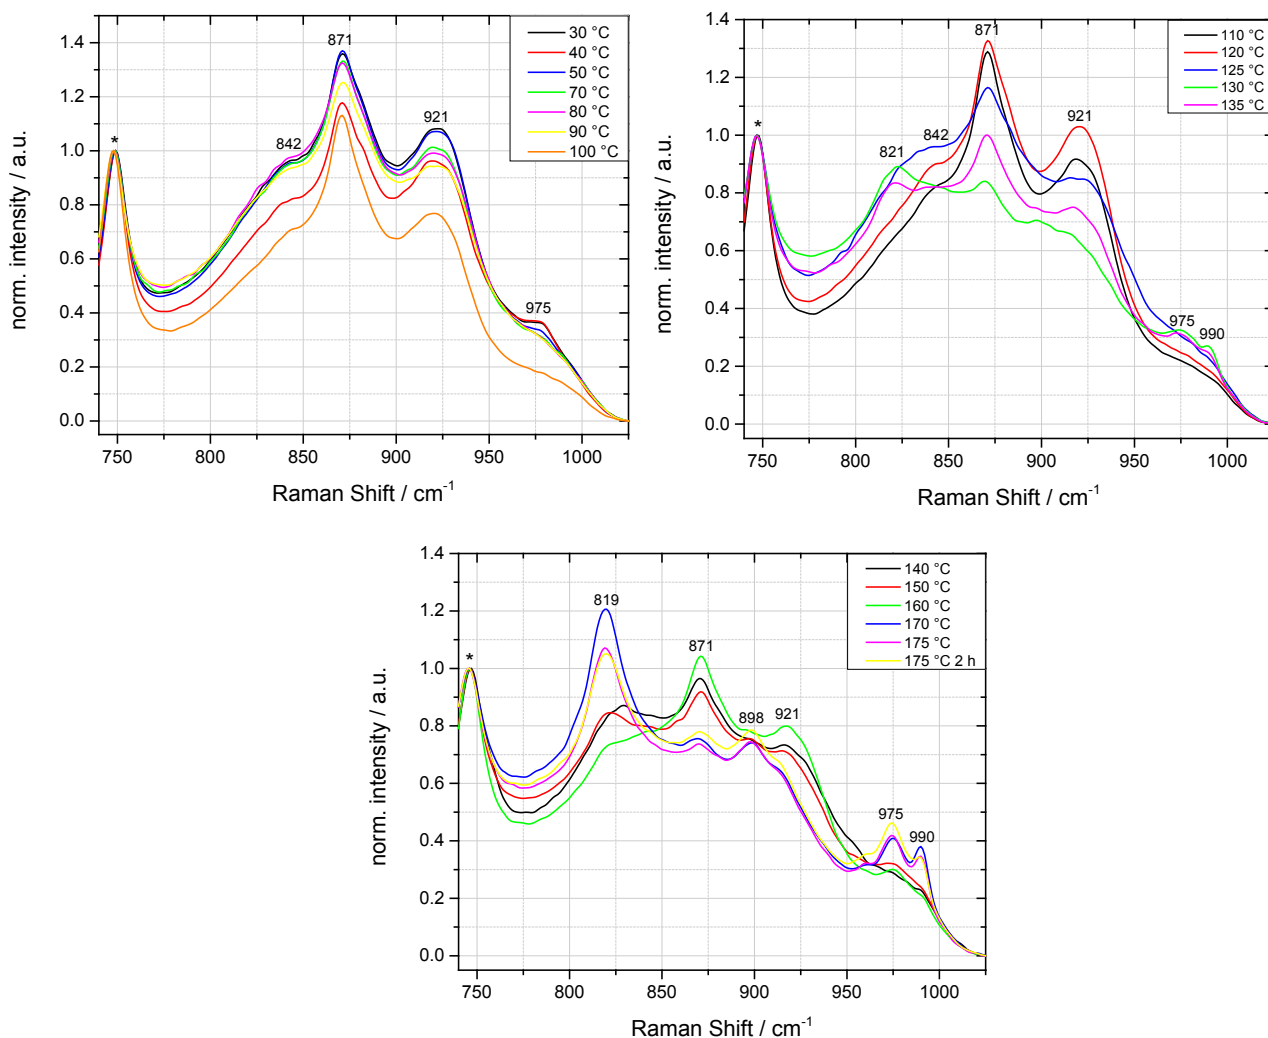 1.4
1.2
1.0
0.8
0.6
0.4
0.2
0.0
norm. intensity / a.u.
*
842
871
921
975
30 °C
40 °C
50 °C
70 °C
80 °C
90 °C
100 °C
750 800 850 900 950 1000
Raman Shift / cm⁻¹
1.4
1.2
1.0
0.8
0.6
0.4
0.2
0.0
norm. intensity / a.u.
*
821
842
871
921
975
990
110 °C
120 °C
125 °C
130 °C
135 °C
750 800 850 900 950 1000
Raman Shift / cm⁻¹
1.4
1.2
1.0
0.8
0.6
0.4
0.2
0.0
norm. intensity / a.u.
*
819
871
898
921
975
990
140 °C
150 °C
160 °C
170 °C
175 °C
175 °C 2 h
750 800 850 900 950 1000
Raman Shift / cm⁻¹